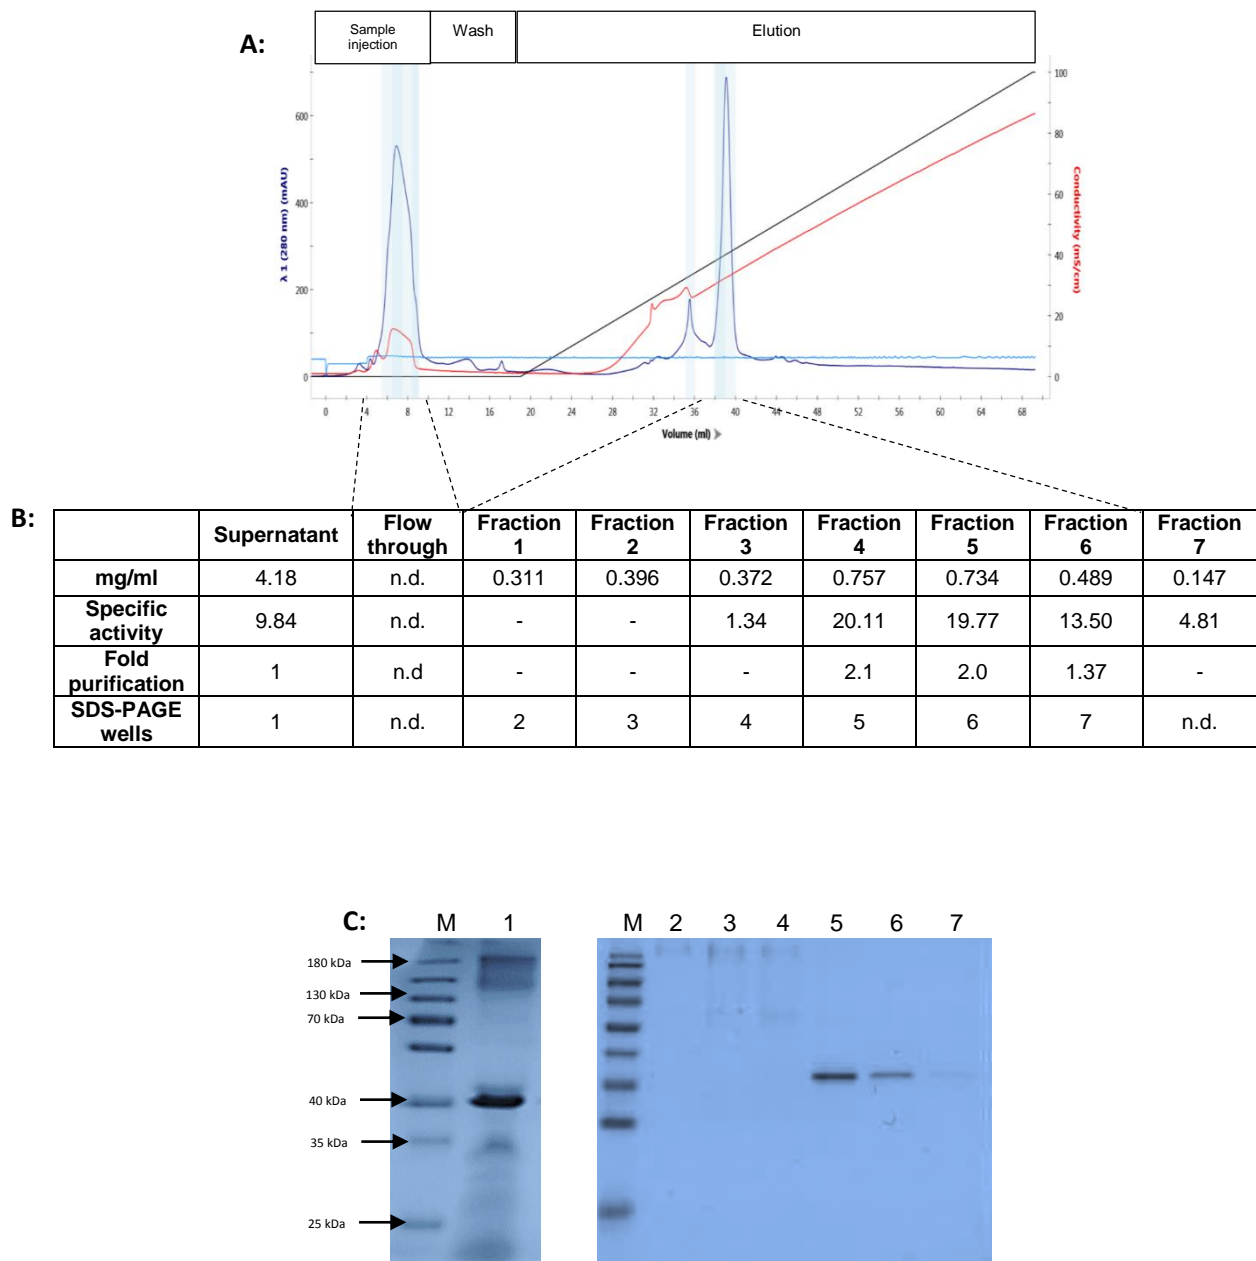 A:
Sample
injection
Wash
Elution
λ 1 (280 nm) (mAU)
600
400
200
0
100
80
60
40
20
0
Conductivity (mS/cm)
0 4 8 12 16 20 24 28 32 36 40 44 48 52 56 60 64 68
Volume (ml)
B:
Supernatant Flow through Fraction 1 Fraction 2 Fraction 3 Fraction 4 Fraction 5 Fraction 6 Fraction 7
mg/ml 4.18 n.d. 0.311 0.396 0.372 0.757 0.734 0.489 0.147
Specific activity 9.84 n.d. - - 1.34 20.11 19.77 13.50 4.81
Fold purification 1 n.d - - - 2.1 2.0 1.37 -
SDS-PAGE wells 1 n.d. 2 3 4 5 6 7 n.d.
C:
M 1
M 2 3 4 5 6 7
180 kDa
130 kDa
70 kDa
40 kDa
35 kDa
25 kDa